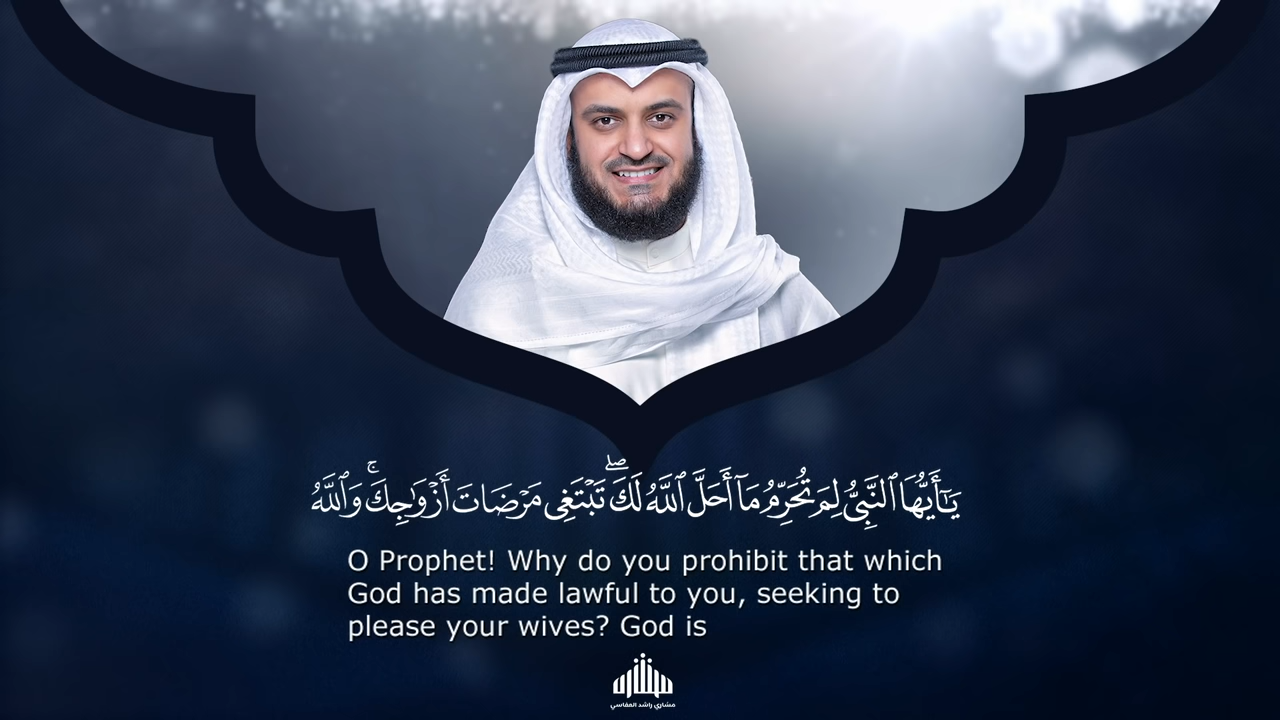 يَٰٓأَيُّهَا ٱلنَّبِىُّ لِمَ تُحَرِّمُ مَآ أَحَلَّ ٱللَّهُ لَكَ ۖ تَبْتَغِى مَرْضَاتَ أَزْوَٰجِكَ ۚ وَٱللَّهُ
O Prophet! Why do you prohibit that which
God has made lawful to you, seeking to
please your wives? God is
مشاري راشد العفاسي